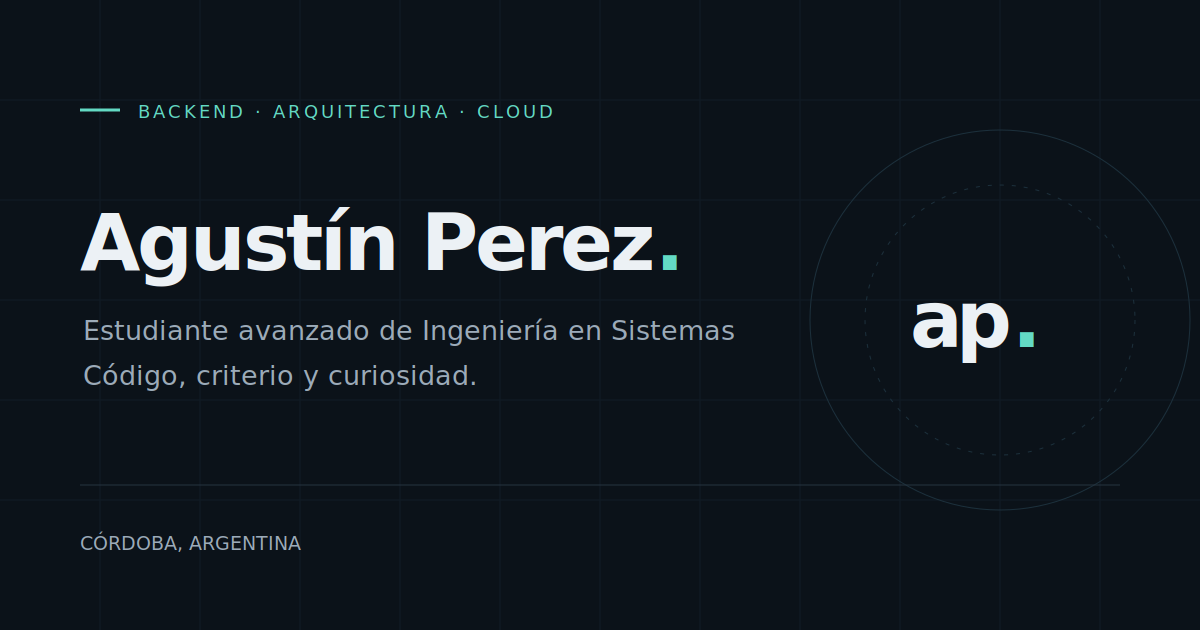 BACKEND · ARQUITECTURA · CLOUD
Agustín Perez.
Estudiante avanzado de Ingeniería en Sistemas
Código, criterio y curiosidad.
ap.
CÓRDOBA, ARGENTINA